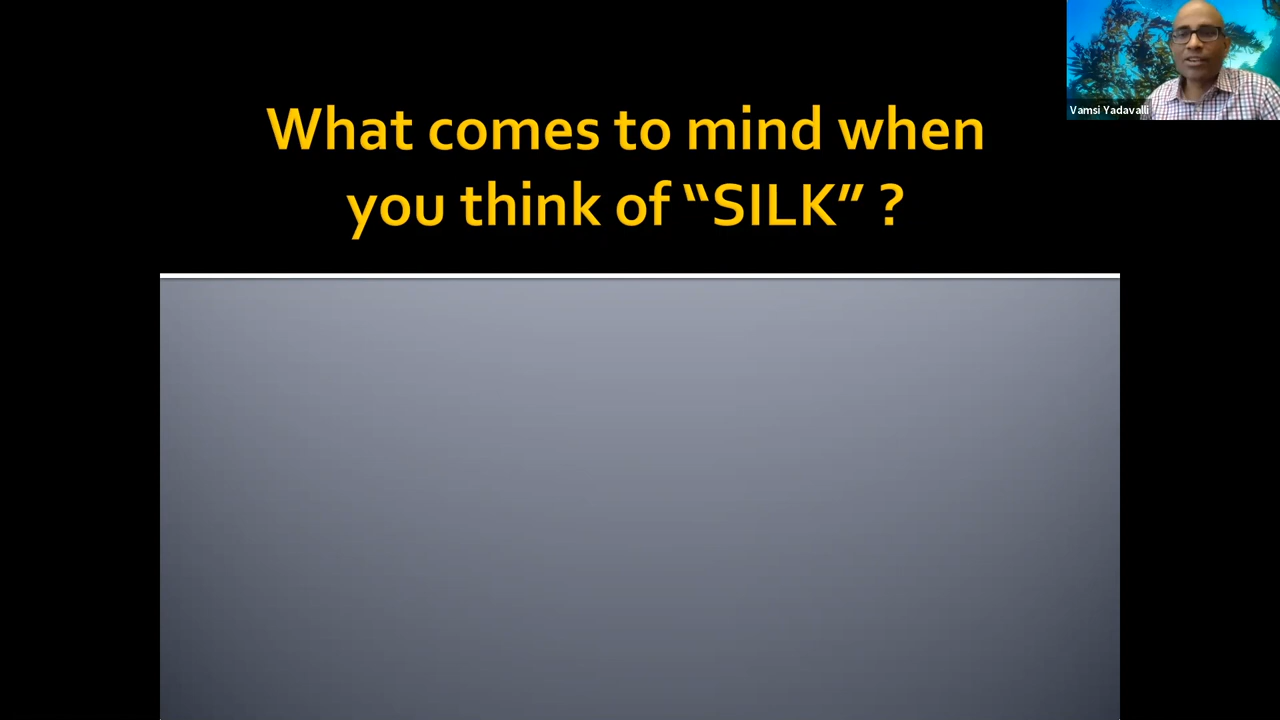 What comes to mind when
you think of “SILK” ?
Vamsi Yadavalli